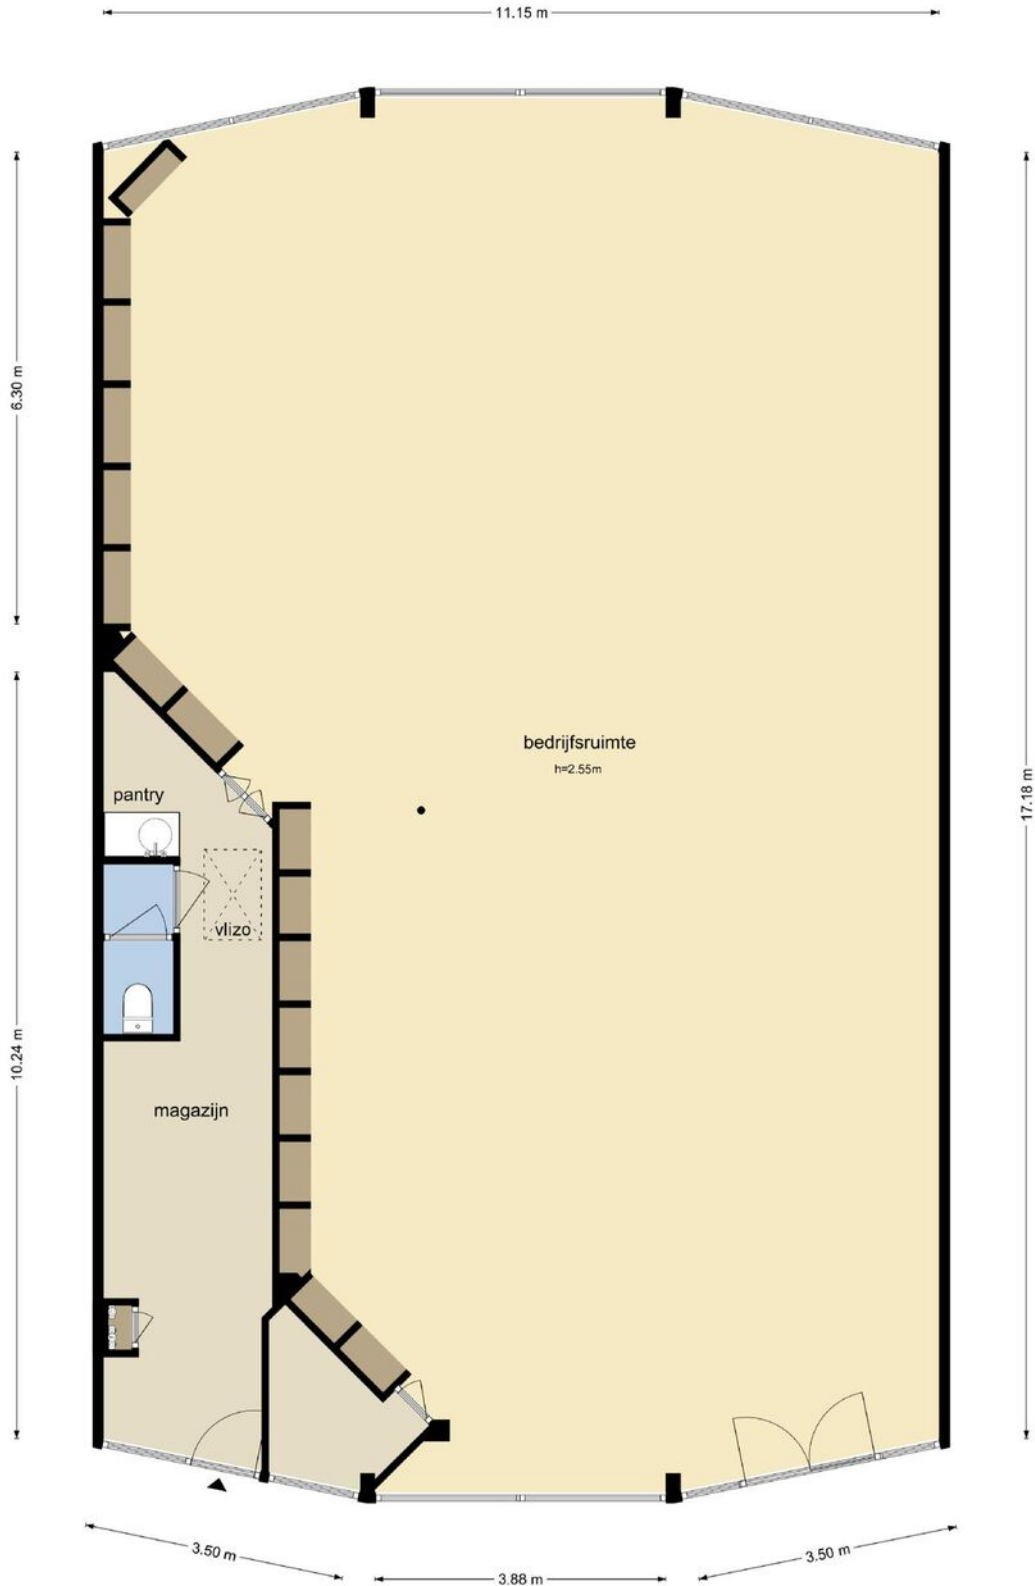 11.15 m
6.30 m
bedrijfsruimte
h=2.55m
pantry
17.18 m
vlizo
10.24 m
magazijn
3.50 m
3.88 m
3.50 m